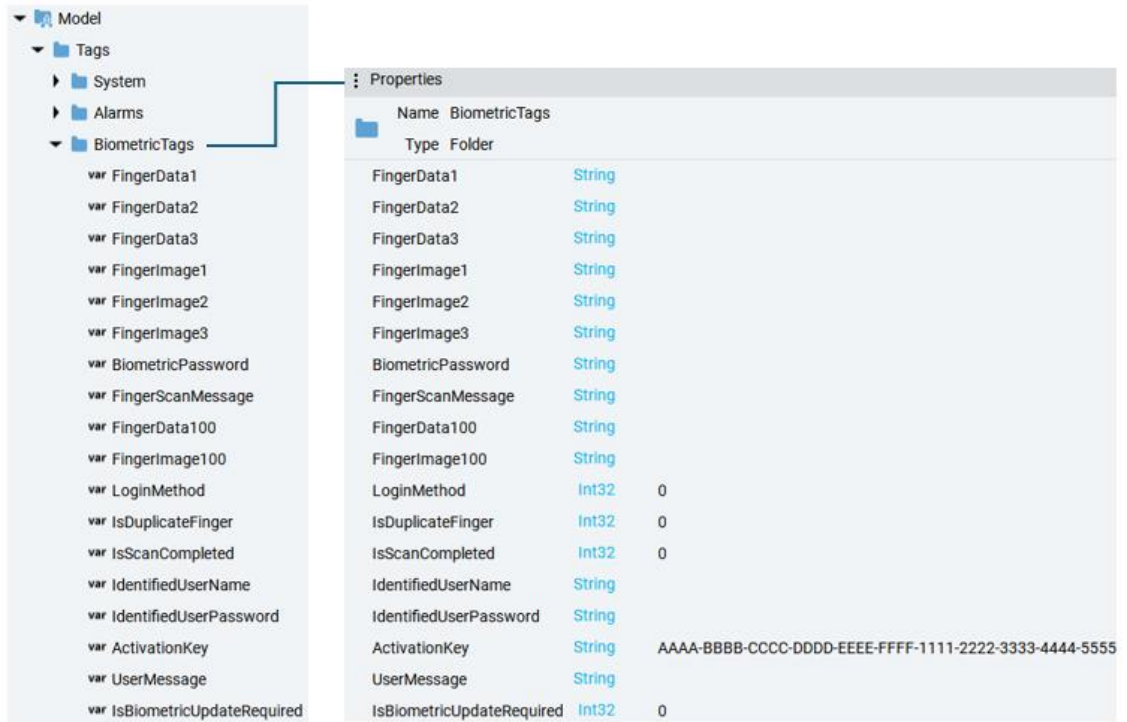 Model
Tags
System
Alarms
BiometricTags
var FingerData1
var FingerData2
var FingerData3
var FingerImage1
var FingerImage2
var FingerImage3
var BiometricPassword
var FingerScanMessage
var FingerData100
var FingerImage100
var LoginMethod
var IsDuplicateFinger
var IsScanCompleted
var IdentifiedUserName
var IdentifiedUserPassword
var ActivationKey
var UserMessage
var IsBiometricUpdateRequired
Properties
Name BiometricTags
Type Folder
FingerData1 String
FingerData2 String
FingerData3 String
FingerImage1 String
FingerImage2 String
FingerImage3 String
BiometricPassword String
FingerScanMessage String
FingerData100 String
FingerImage100 String
LoginMethod Int32 0
IsDuplicateFinger Int32 0
IsScanCompleted Int32 0
IdentifiedUserName String
IdentifiedUserPassword String
ActivationKey String AAAA-BBBB-CCCC-DDDD-EEEE-FFFF-1111-2222-3333-4444-5555
UserMessage String
IsBiometricUpdateRequired Int32 0